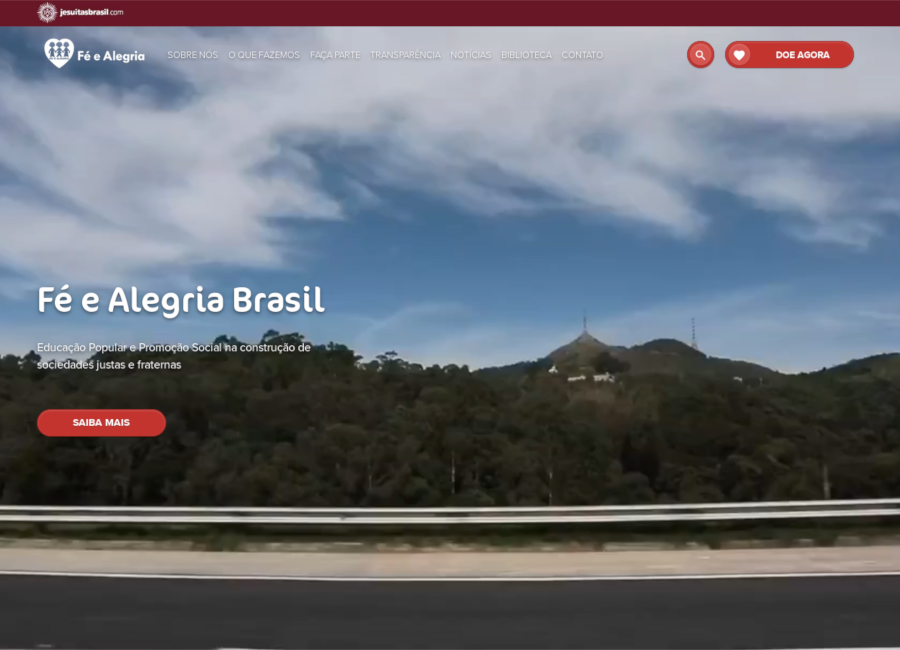 jesuitasbrasil.com
Fé e Alegria
SOBRE NÓS O QUE FAZEMOS FAÇA PARTE TRANSPARÊNCIA NOTÍCIAS BIBLIOTECA CONTATO
DOE AGORA
Fé e Alegria Brasil
Educação Popular e Promoção Social na construção de
sociedades justas e fraternas
SAIBA MAIS